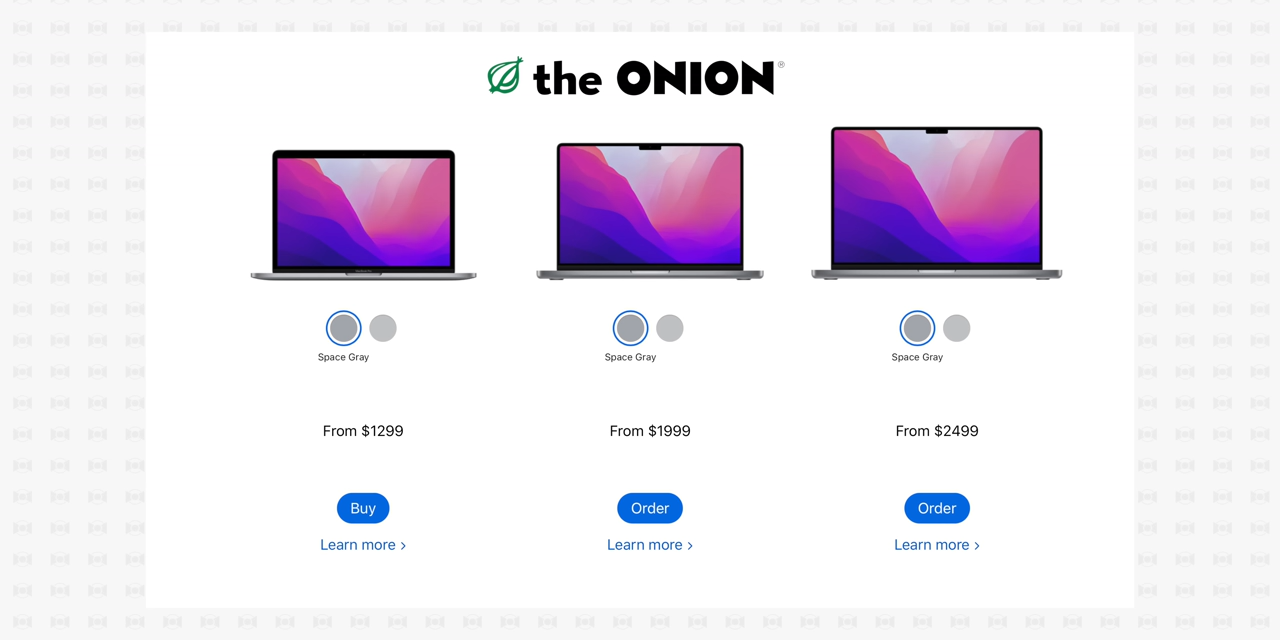 the ONION®
Space Gray Space Gray Space Gray
From $1299 From $1999 From $2499
Buy Order Order
Learn more > Learn more > Learn more >